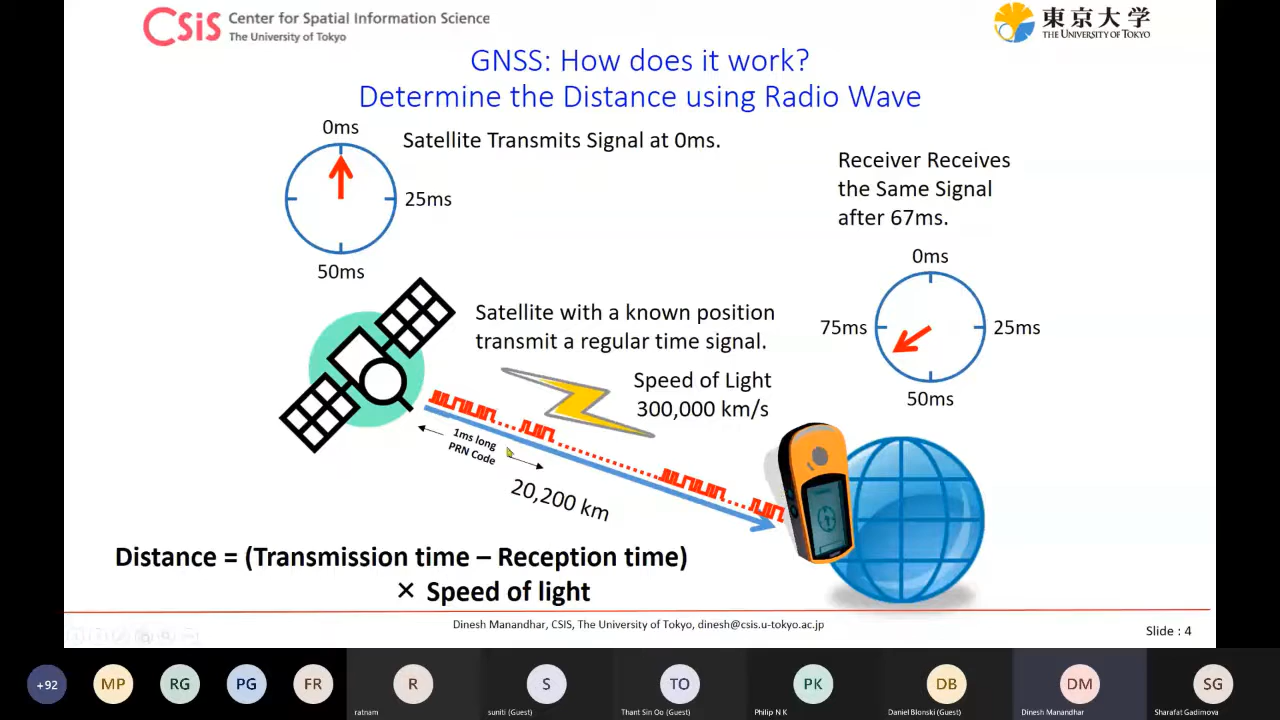 CSiS Center for Spatial Information Science
The University of Tokyo
東京大学
THE UNIVERSITY OF TOKYO
GNSS: How does it work?
Determine the Distance using Radio Wave
0ms
Satellite Transmits Signal at 0ms.
25ms
50ms
Receiver Receives
the Same Signal
after 67ms.
0ms
75ms
25ms
50ms
Satellite with a known position
transmit a regular time signal.
Speed of Light
300,000 km/s
1ms long
PRN Code
20,200 km
Distance = (Transmission time – Reception time)
× Speed of light
Dinesh Manandhar, CSIS, The University of Tokyo, dinesh@csis.u-tokyo.ac.jp
Slide : 4
+92
MP
RG
PG
FR
R
ratnam
S
suniti (Guest)
TO
Thant Sin Oo (Guest)
PK
Philip N K
DB
Daniel Blonski (Guest)
DM
Dinesh Manandhar
SG
Sharafat Gadimova